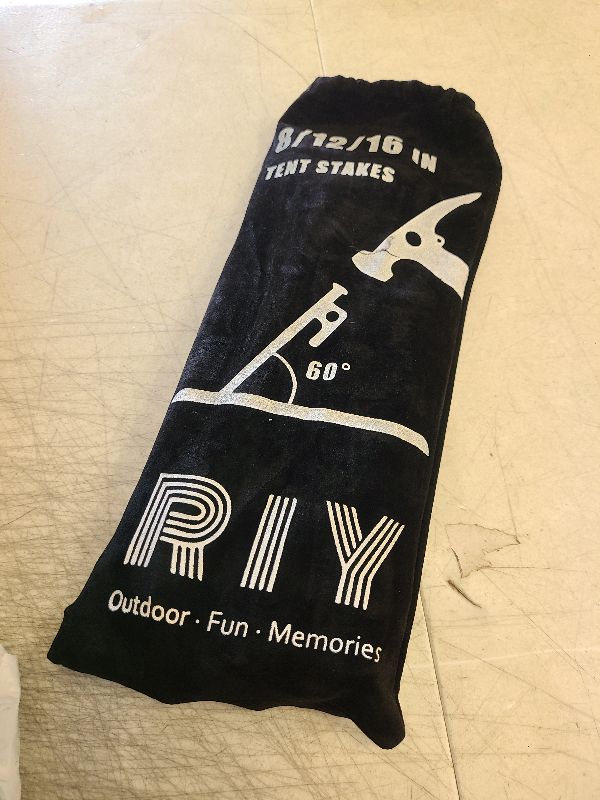 8/12/16 IN
TENT STAKES
60°
RIY
Outdoor · Fun · Memories